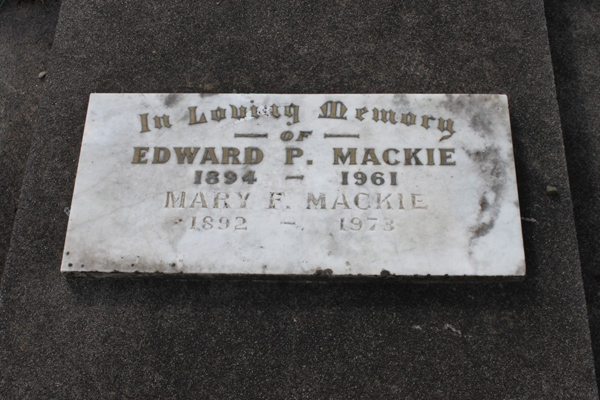 In Loving Memory
— OF —
EDWARD P. MACKIE
1894 – 1961
MARY F. MACKIE
1892 – 1973